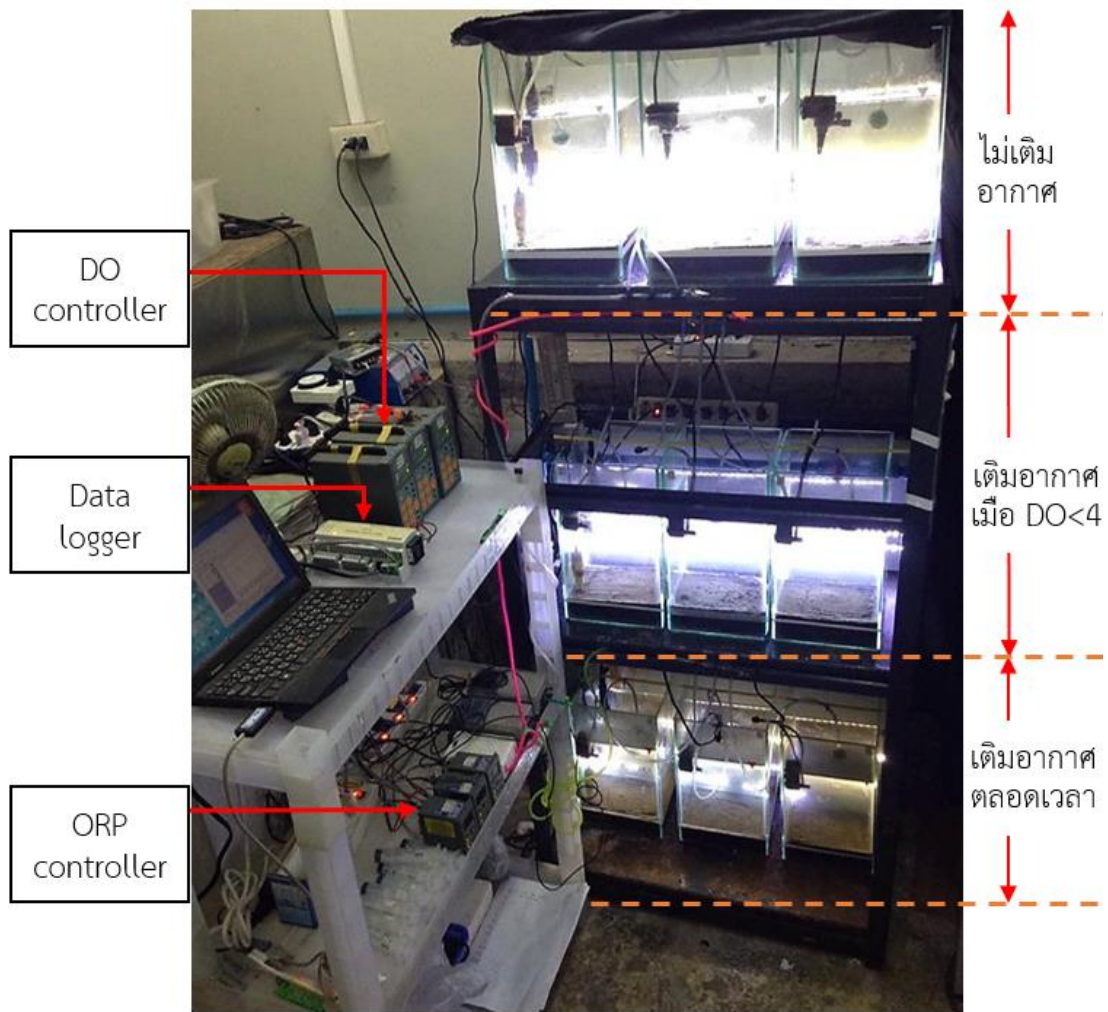 ไม่เติม
อากาศ
DO
controller
Data
logger
เติมอากาศ
เมื่อ DO<4
เติมอากาศ
ตลอดเวลา
ORP
controller